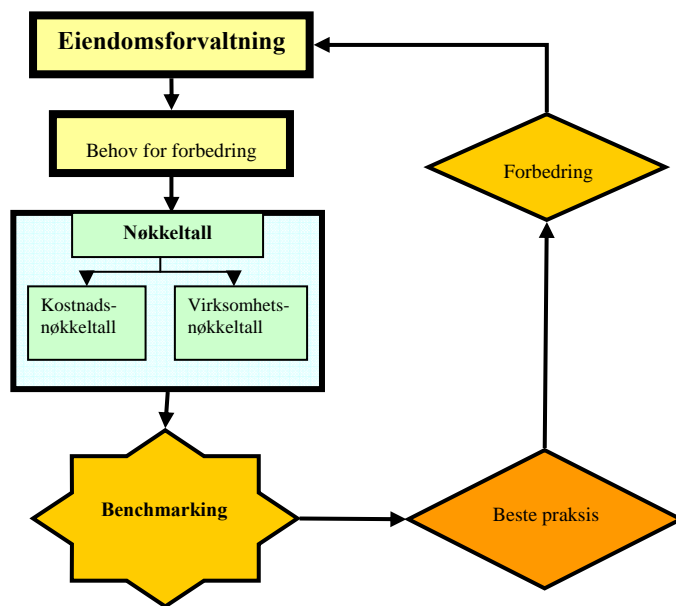 Eiendomsforvaltning
Behov for forbedring
Nøkkeltall
Kostnads-
nøkkeltall
Virksomhets-
nøkkeltall
Benchmarking
Beste praksis
Forbedring